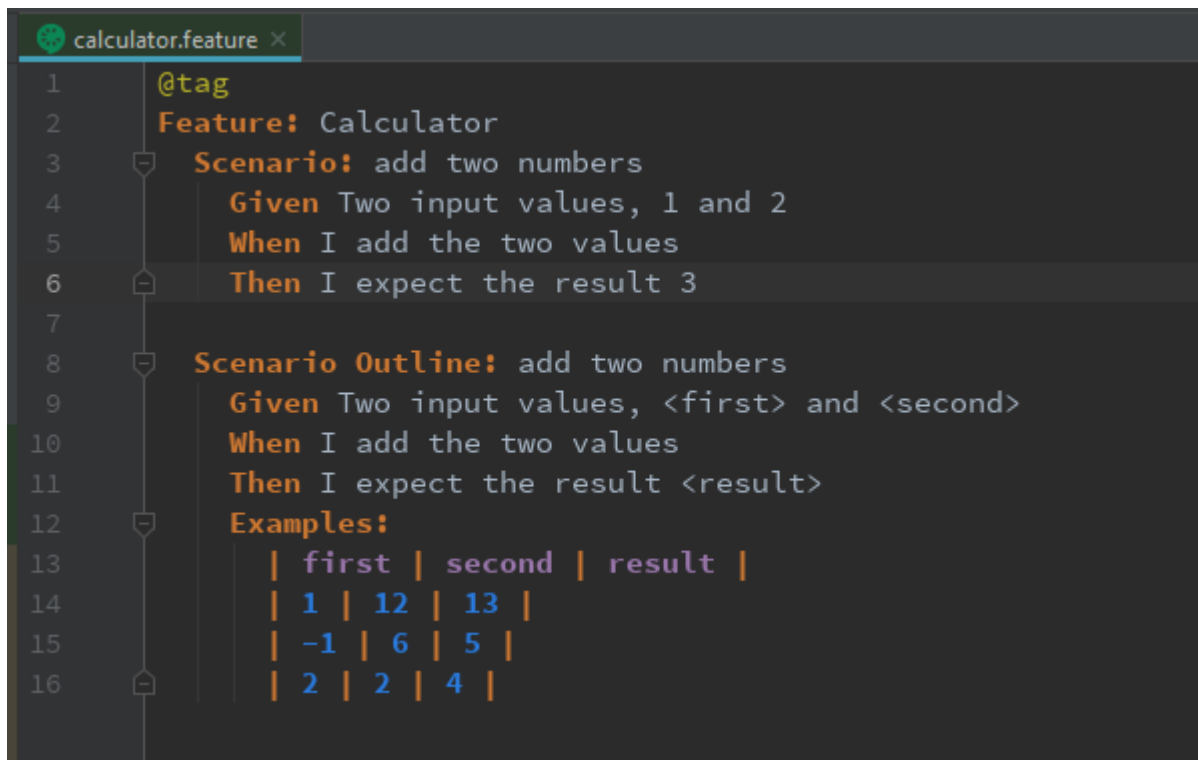 calculator.feature
1 @tag
2 Feature: Calculator
3 Scenario: add two numbers
4 Given Two input values, 1 and 2
5 When I add the two values
6 Then I expect the result 3
7
8 Scenario Outline: add two numbers
9 Given Two input values, <first> and <second>
10 When I add the two values
11 Then I expect the result <result>
12 Examples:
13 | first | second | result |
14 | 1 | 12 | 13 |
15 | -1 | 6 | 5 |
16 | 2 | 2 | 4 |